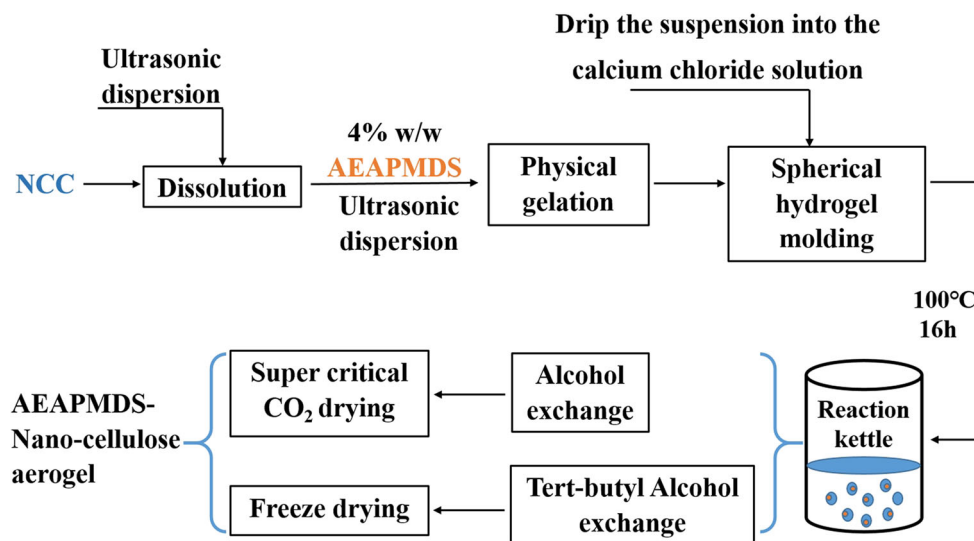 Drip the suspension into the
calcium chloride solution
Ultrasonic
dispersion
NCC
Dissolution
4% w/w
AEAPMDS
Ultrasonic
dispersion
Physical
gelation
Spherical
hydrogel
molding
100°C
16h
Reaction
kettle
Alcohol
exchange
Super critical
CO₂ drying
Tert-butyl Alcohol
exchange
Freeze drying
AEAPMDS-
Nano-cellulose
aerogel